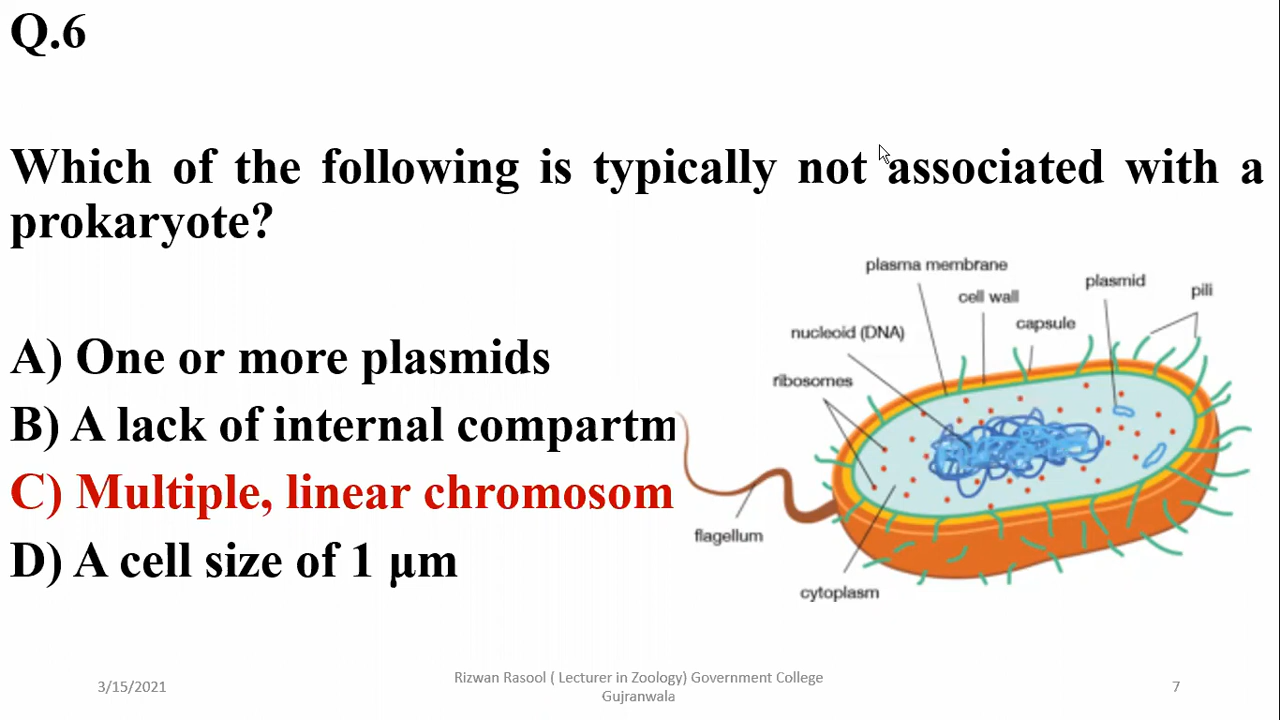 Q.6
Which of the following is typically not associated with a
prokaryote?
plasma membrane
plasmid
pili
cell wall
capsule
nucleoid (DNA)
ribosomes
A) One or more plasmids
B) A lack of internal compartm
C) Multiple, linear chromosom
D) A cell size of 1 μm
flagellum
cytoplasm
3/15/2021
Rizwan Rasool ( Lecturer in Zoology) Government College
Gujranwala
7